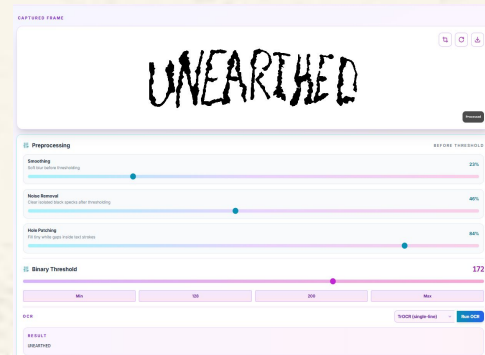 CAPTURED FRAME
UNEARTHED
Processed
Preprocessing
BEFORE THRESHOLD
Smoothing
23%
Soft blur before thresholding
Noise Removal
46%
Clear isolated black specks after thresholding
Hole Patching
84%
Fill tiny white gaps inside text strokes
Binary Threshold
172
Min
128
200
Max
OCR
TrOCR (single-line)
Run OCR
RESULT
UNEARTHED